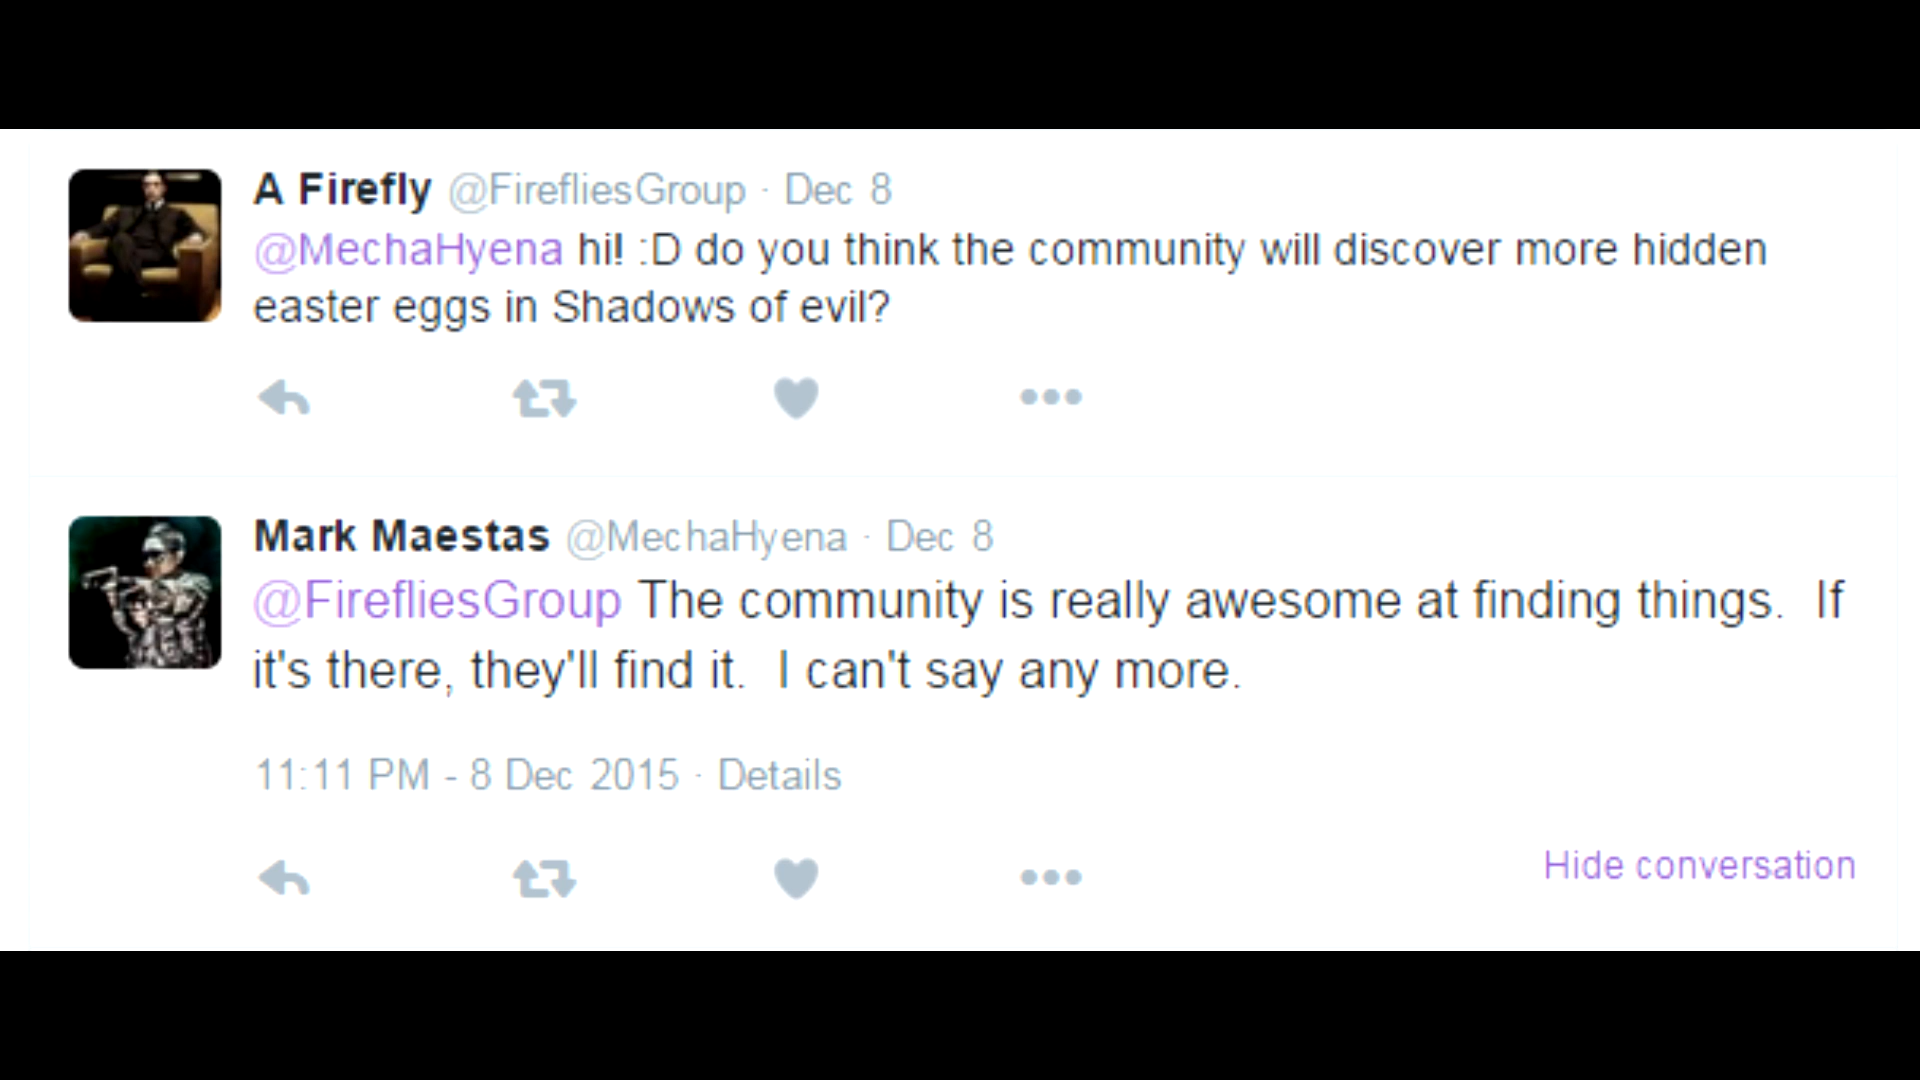 A Firefly @FirefliesGroup · Dec 8
@MechaHyena hi! :D do you think the community will discover more hidden
easter eggs in Shadows of evil?
Mark Maestas @MechaHyena · Dec 8
@FirefliesGroup The community is really awesome at finding things.  If
it's there, they'll find it.  I can't say any more.
11:11 PM - 8 Dec 2015 · Details
Hide conversation